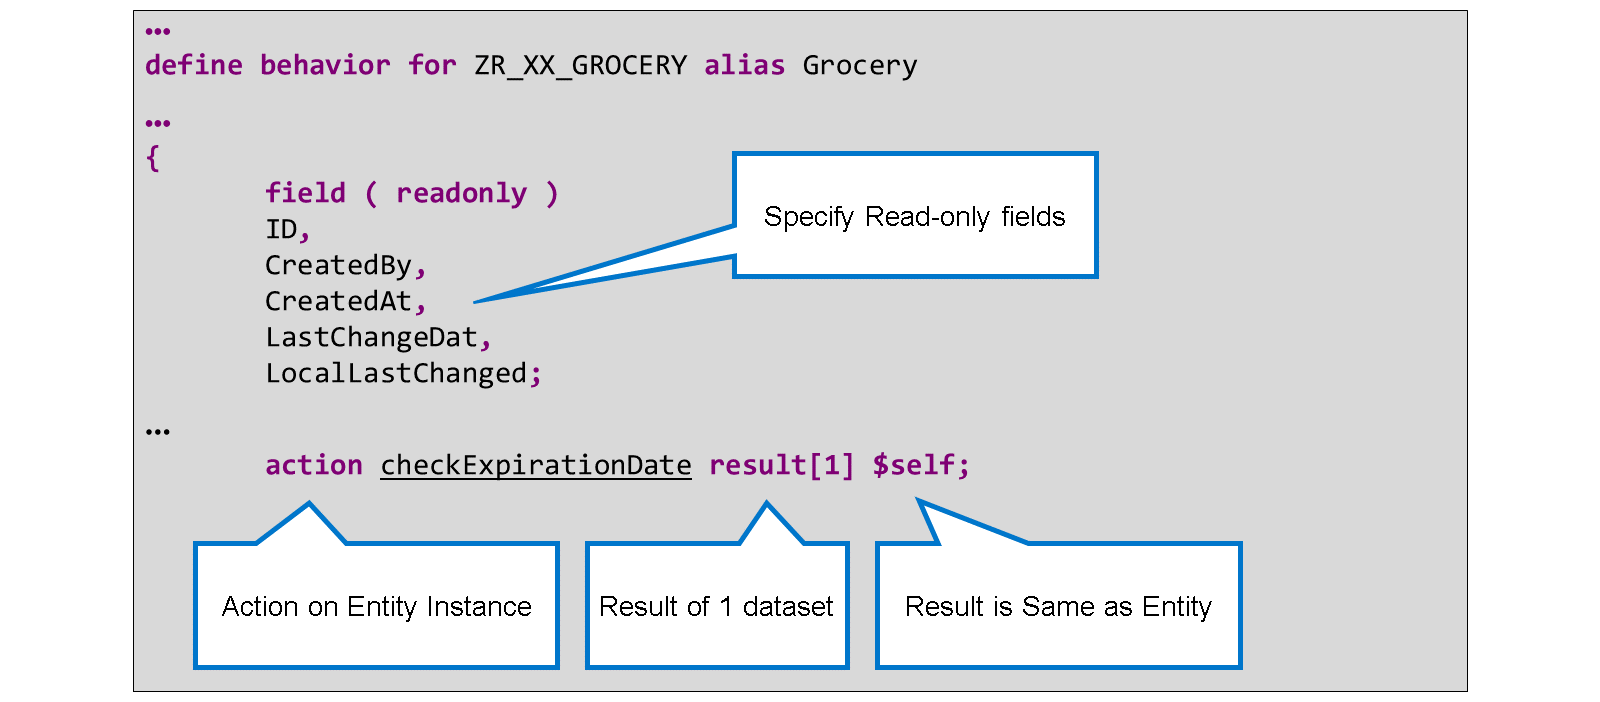 ...
define behavior for ZR_XX_GROCERY alias Grocery
...
{
field ( readonly )
ID,
CreatedBy,
CreatedAt,
LastChangeDat,
LocalLastChanged;
Specify Read-only fields
...
action checkExpirationDate result[1] $self;
Action on Entity Instance
Result of 1 dataset
Result is Same as Entity